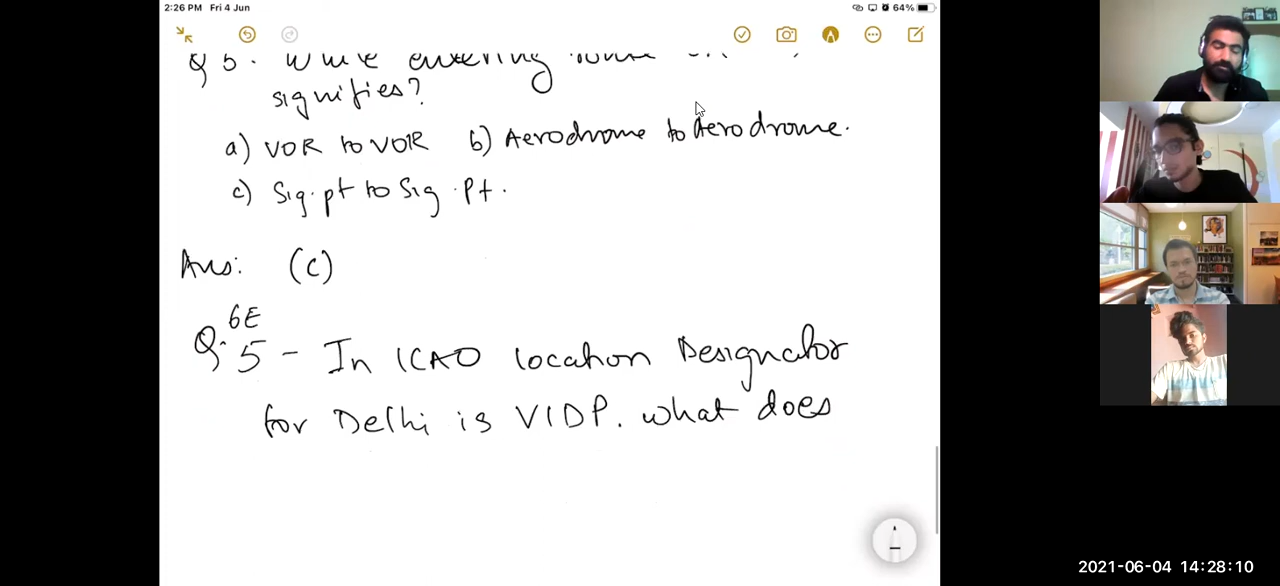 2:26 PM Fri 4 Jun
64%
signifies?
a) VOR to VOR b) Aerodrome to Aerodrome.
c) Sig. pt to Sig. Pt.
Ans: (c)
6E
Q. 5 - In ICAO location Designator
for Delhi is VIDP. what does
2021-06-04 14:28:10